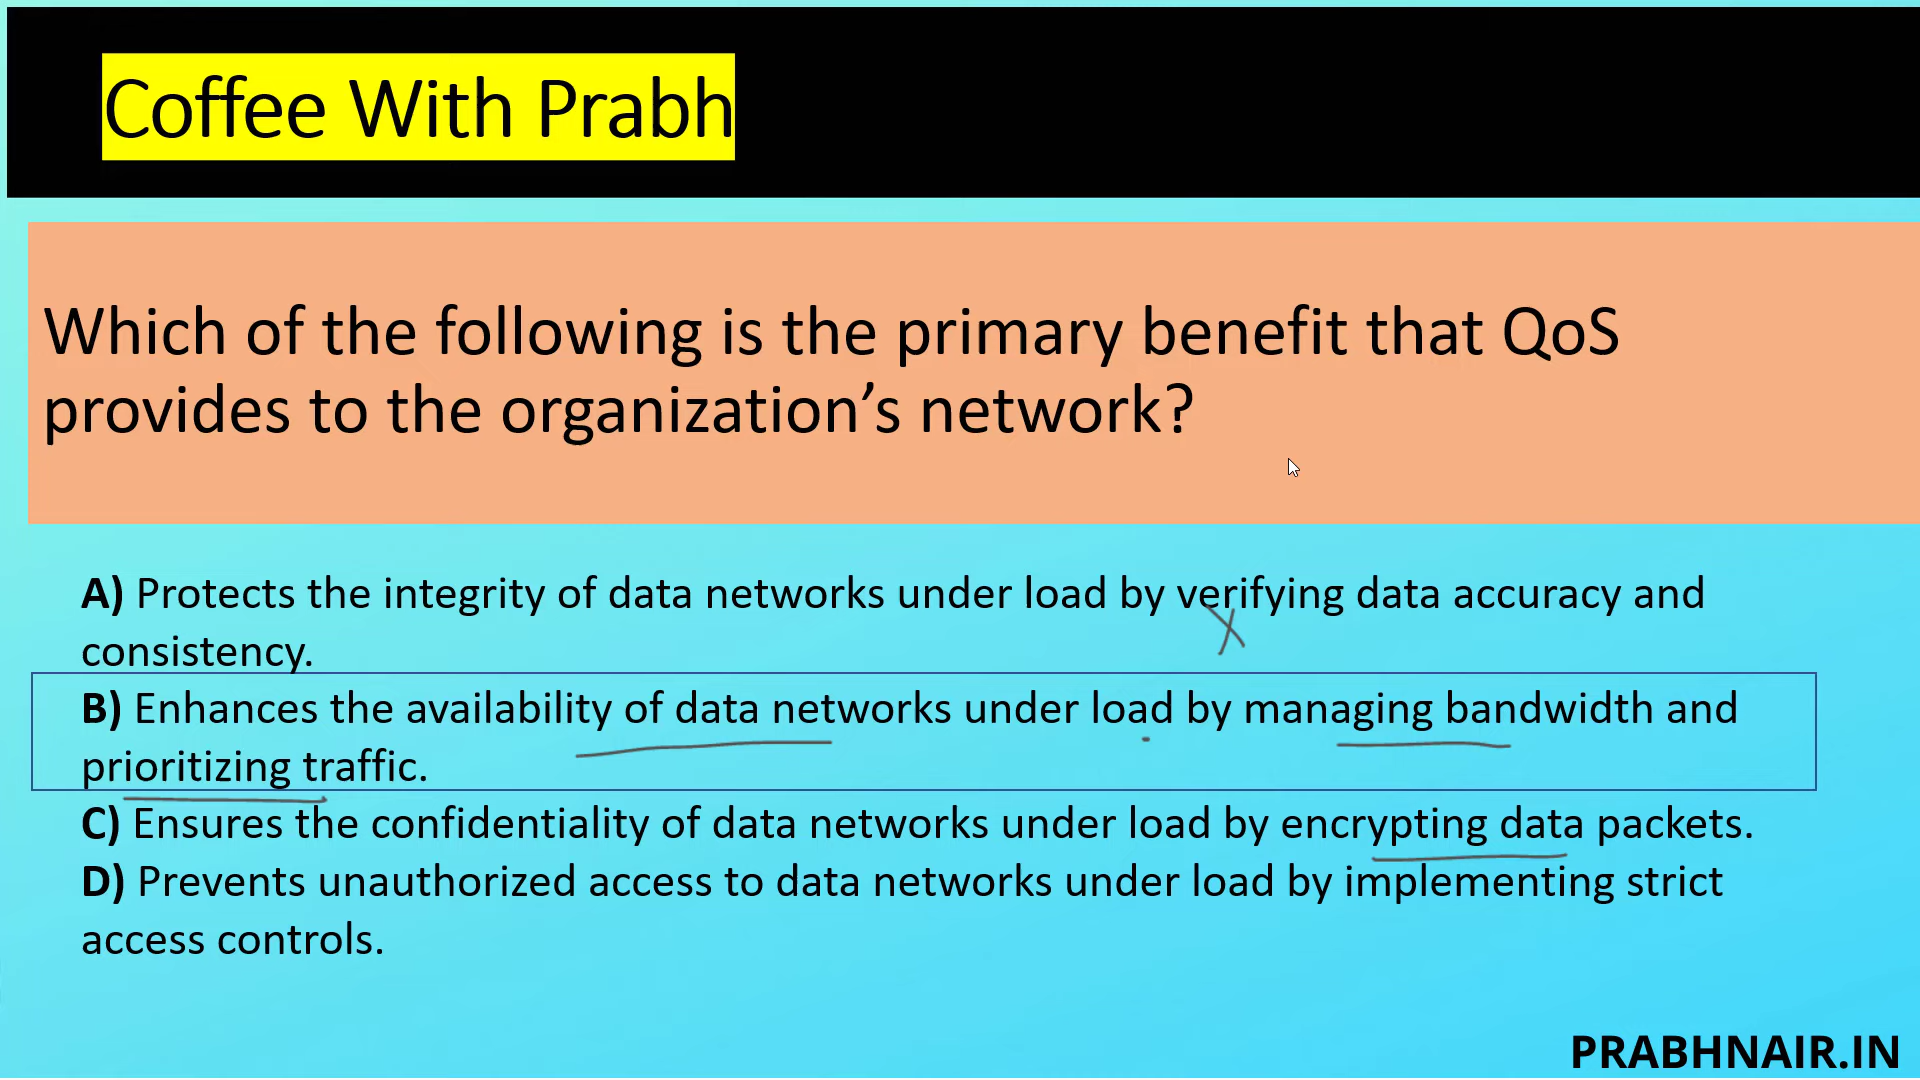 Coffee With Prabh
Which of the following is the primary benefit that QoS
provides to the organization’s network?
A) Protects the integrity of data networks under load by verifying data accuracy and
consistency.
B) Enhances the availability of data networks under load by managing bandwidth and
prioritizing traffic.
C) Ensures the confidentiality of data networks under load by encrypting data packets.
D) Prevents unauthorized access to data networks under load by implementing strict
access controls.
PRABHNAIR.IN